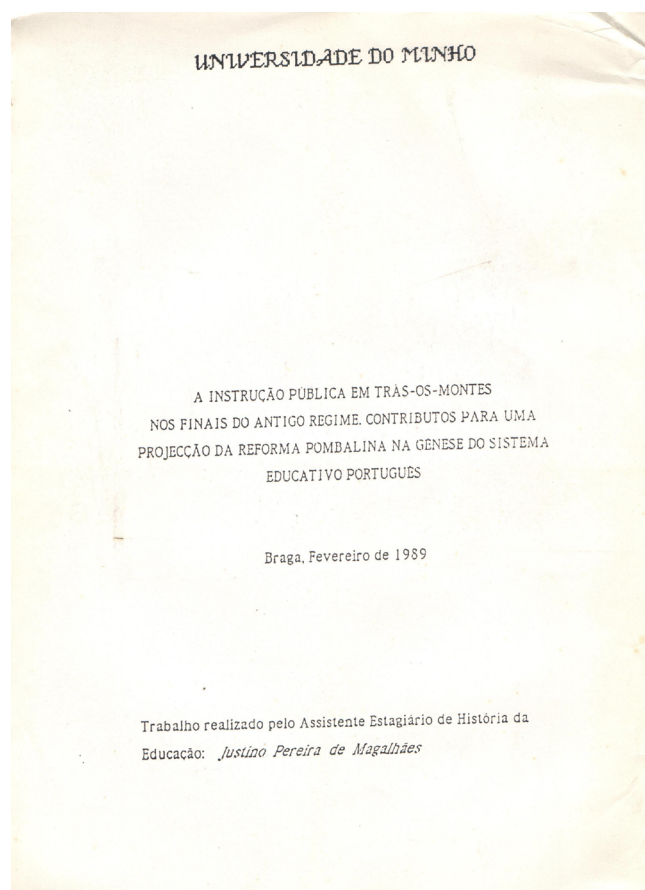 UNIVERSIDADE DO MINHO
A INSTRUÇÃO PÚBLICA EM TRÁS-OS-MONTES
NOS FINAIS DO ANTIGO REGIME. CONTRIBUTOS PARA UMA
PROJECÇÃO DA REFORMA POMBALINA NA GÉNESE DO SISTEMA
EDUCATIVO PORTUGUÊS
Braga, Fevereiro de 1989
Trabalho realizado pelo Assistente Estagiário de História da
Educação: Justino Pereira de Magalhães